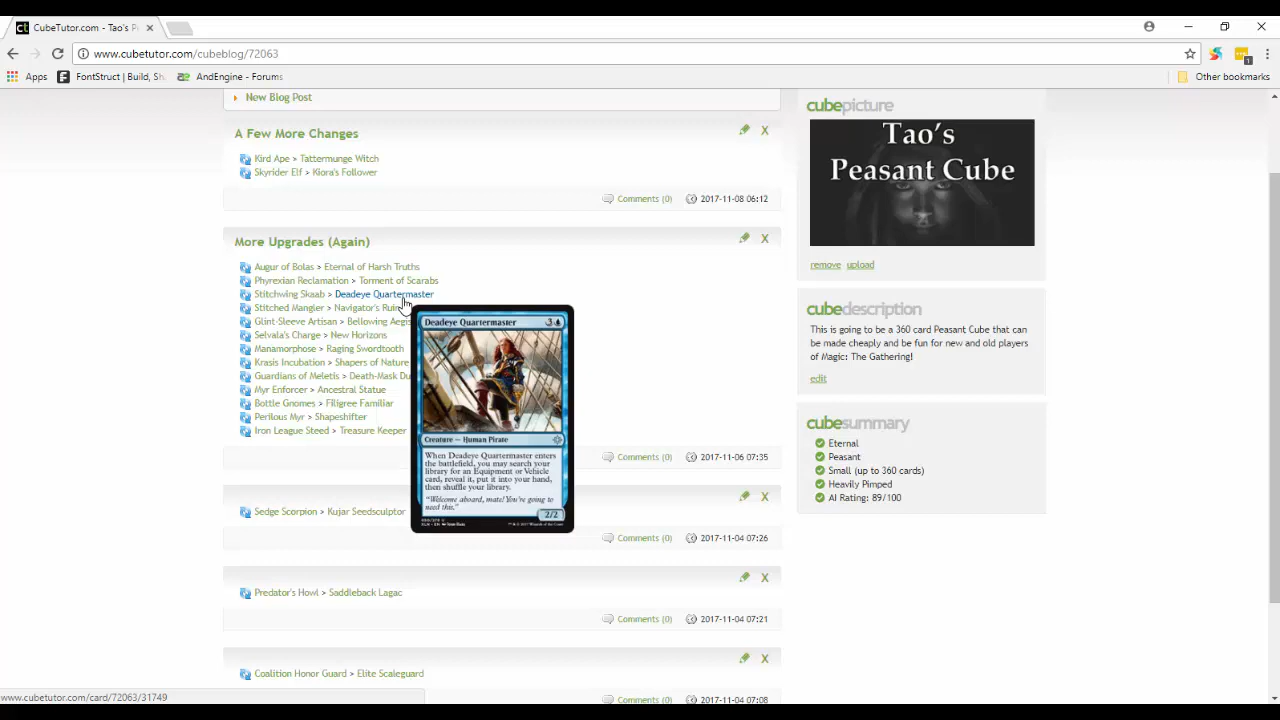 CubeTutor.com - Tao's P
www.cubetutor.com/cubeblog/72063
Apps
FontStruct | Build, Sh
AndEngine - Forums
Other bookmarks
New Blog Post
A Few More Changes
Kird Ape > Tattermunge Witch
Skyrider Elf > Kiora's Follower
Comments (0) 2017-11-08 06:12
More Upgrades (Again)
Augur of Bolas > Eternal of Harsh Truths
Phyrexian Reclamation > Torment of Scarabs
Stitchwing Skaab > Deadeye Quartermaster
Stitched Mangler > Navigator's Ruin
Glint-Sleeve Artisan > Bellowing Aegis
Selvala's Charge > New Horizons
Manamorphose > Raging Swordtooth
Krasis Incubation > Shapers of Nature
Guardians of Meletis > Death-Mask Du
Myr Enforcer > Ancestral Statue
Bottle Gnomes > Filigree Familiar
Perilous Myr > Shapeshifter
Iron League Steed > Treasure Keeper
Comments (0) 2017-11-06 07:35
Deadeye Quartermaster 3
Creature — Human Pirate
When Deadeye Quartermaster enters
the battlefield, you may search your
library for an Equipment or Vehicle
card, reveal it, put it into your hand,
then shuffle your library.
"Welcome aboard, mate! You're going to
need this."
2/2
Sedge Scorpion > Kujar Seedsculptor
Comments (0) 2017-11-04 07:26
Predator's Howl > Saddleback Lagac
Comments (0) 2017-11-04 07:21
Coalition Honor Guard > Elite Scaleguard
Comments (0) 2017-11-04 07:08
cubepicture
Tao's
Peasant Cube
remove upload
cubedescription
This is going to be a 360 card Peasant Cube that can
be made cheaply and be fun for new and old players
of Magic: The Gathering!
edit
cubesummary
Eternal
Peasant
Small (up to 360 cards)
Heavily Pimped
AI Rating: 89/100
www.cubetutor.com/card/72063/31749